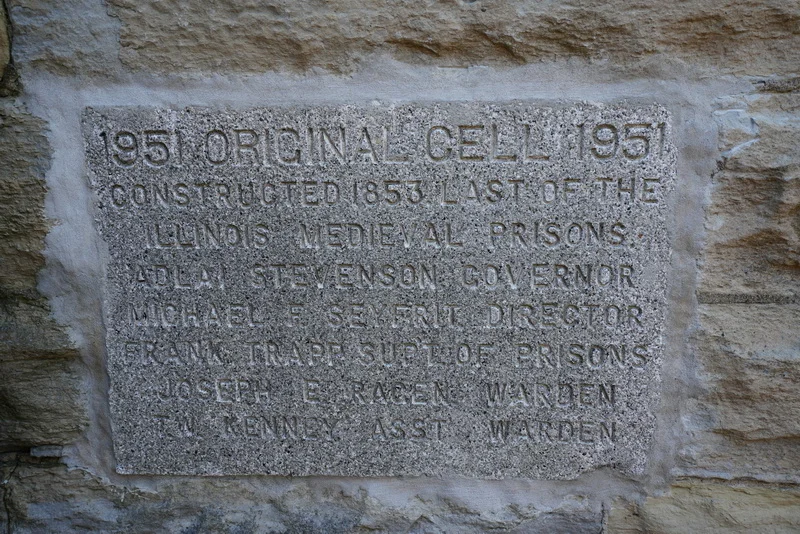 1951 ORIGINAL CELL 1951
CONSTRUCTED 1853 LAST OF THE
ILLINOIS MEDIEVAL PRISONS.
ADLAI STEVENSON GOVERNOR
MICHAEL F. SEYFRIT DIRECTOR
FRANK TRAPP SUP'T. OF PRISONS
JOSEPH E. RAGEN WARDEN
T.W. KENNEY ASST. WARDEN